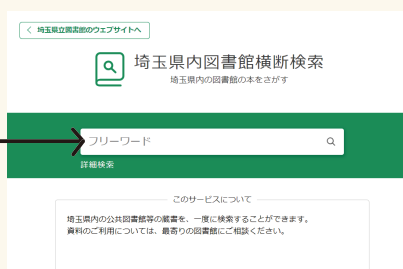 < 埼玉県立図書館のウェブサイトへ
埼玉県内図書館横断検索
埼玉県内の図書館の本をさがす
フリーワード
詳細検索
このサービスについて
埼玉県内の公共図書館等の蔵書を、一度に検索することができます。
資料のご利用については、最寄りの図書館にご相談ください。